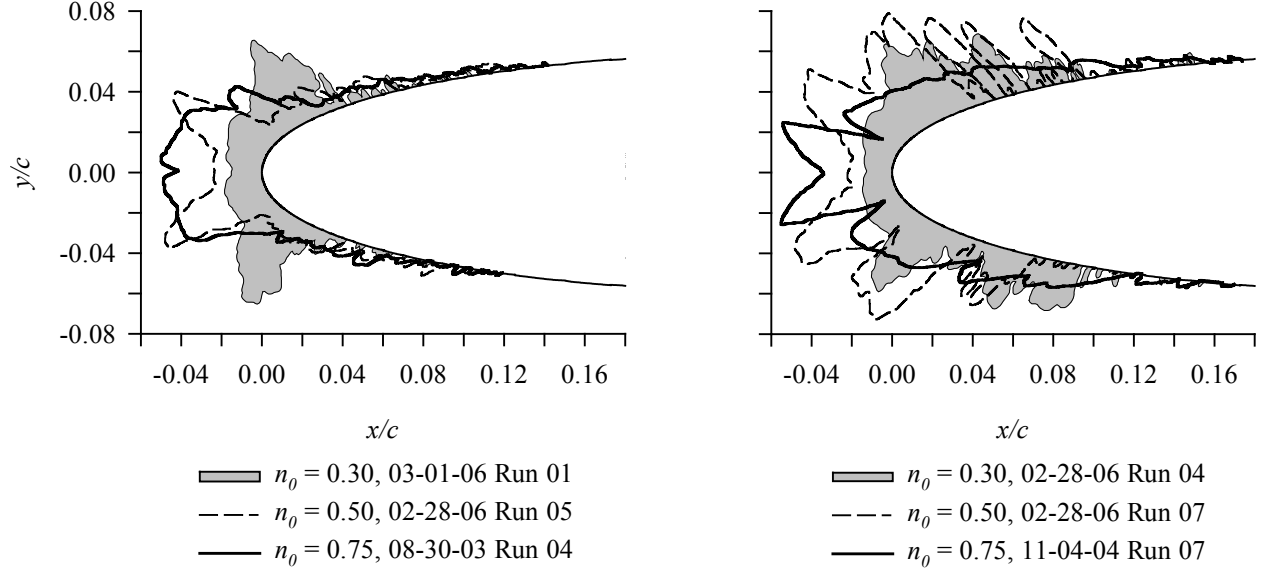 0.08
0.04
0.00
-0.04
-0.08
y/c
-0.04 0.00 0.04 0.08 0.12 0.16
x/c
n0 = 0.30, 03-01-06 Run 01
n0 = 0.50, 02-28-06 Run 05
n0 = 0.75, 08-30-03 Run 04
-0.04 0.00 0.04 0.08 0.12 0.16
x/c
n0 = 0.30, 02-28-06 Run 04
n0 = 0.50, 02-28-06 Run 07
n0 = 0.75, 11-04-04 Run 07